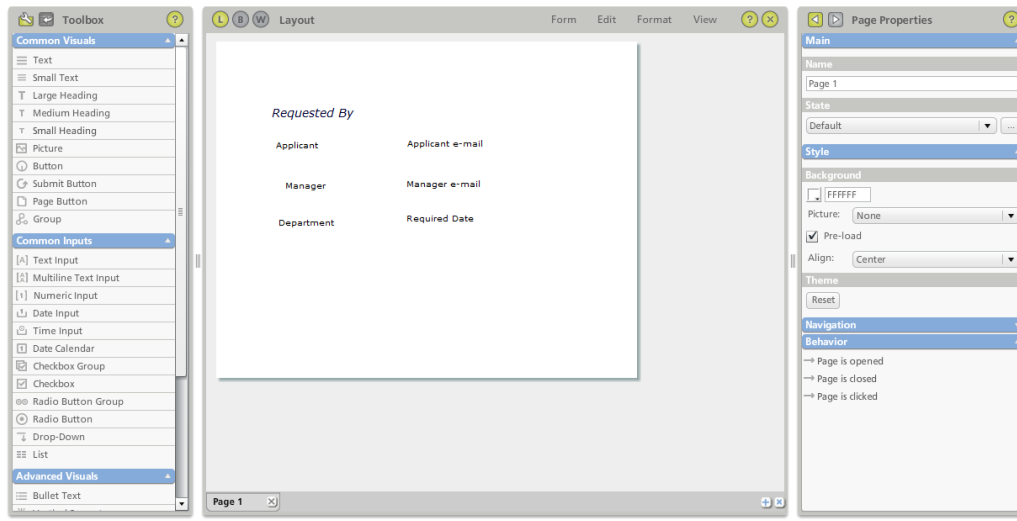 Toolbox ?
Common Visuals
Text
Small Text
T Large Heading
T Medium Heading
T Small Heading
Picture
Button
Submit Button
Page Button
Group
Common Inputs
[A] Text Input
Multiline Text Input
[1] Numeric Input
Date Input
Time Input
1 Date Calendar
Checkbox Group
Checkbox
Radio Button Group
Radio Button
Drop-Down
List
Advanced Visuals
Bullet Text
L B W Layout Form Edit Format View ?
Requested By
Applicant Applicant e-mail
Manager Manager e-mail
Department Required Date
Page 1
Page Properties ?
Main
Name
Page 1
State
Default ...
Style
Background
FFFFFF
Picture: None
Pre-load
Align: Center
Theme
Reset
Navigation
Behavior
Page is opened
Page is closed
Page is clicked